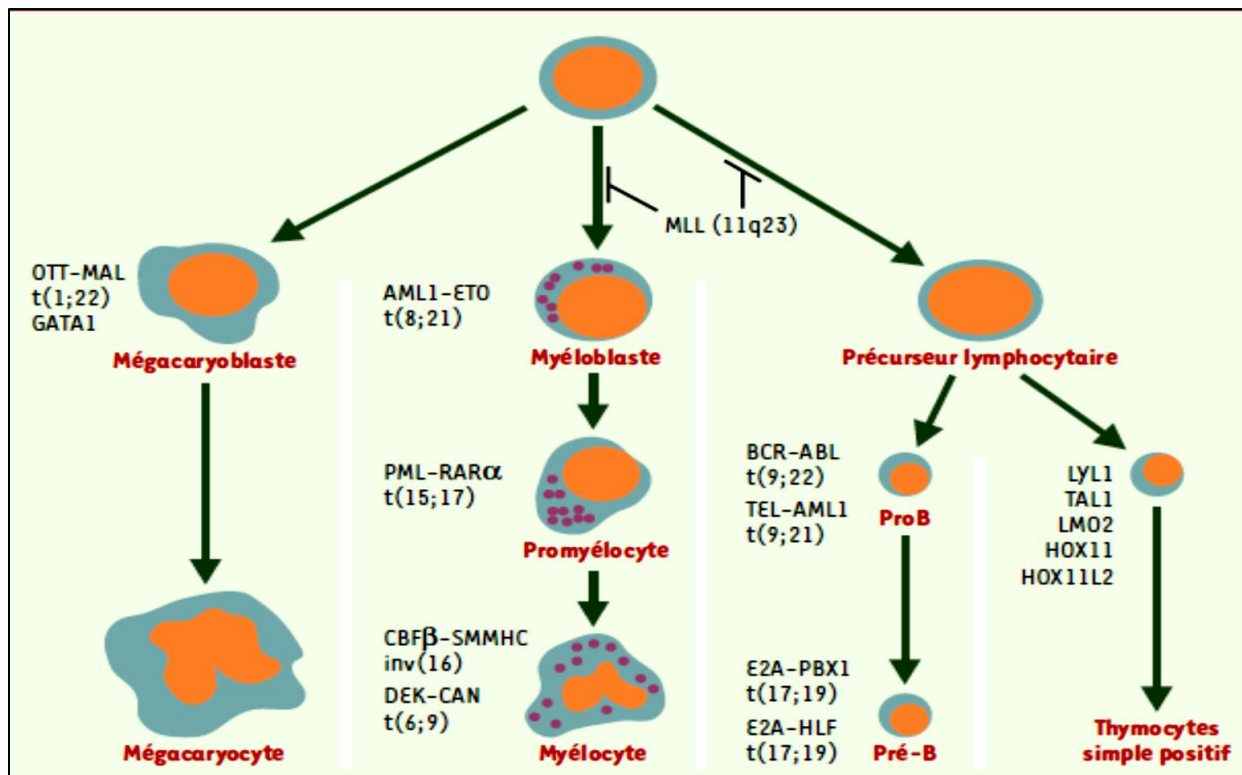 MLL (11q23)
OTT-MAL
t(1;22)
GATA1
Mégacaryoblaste
Mégacaryocyte
AML1-ETO
t(8;21)
Myéloblaste
PML-RARα
t(15;17)
Promyélocyte
CBFβ-SMMHC
inv(16)
DEK-CAN
t(6;9)
Myélocyte
Précurseur lymphocytaire
BCR-ABL
t(9;22)
TEL-AML1
t(9;21)
ProB
E2A-PBX1
t(17;19)
E2A-HLF
t(17;19)
Pré-B
LYL1
TAL1
LMO2
HOX11
HOX11L2
Thymocytes
simple positif